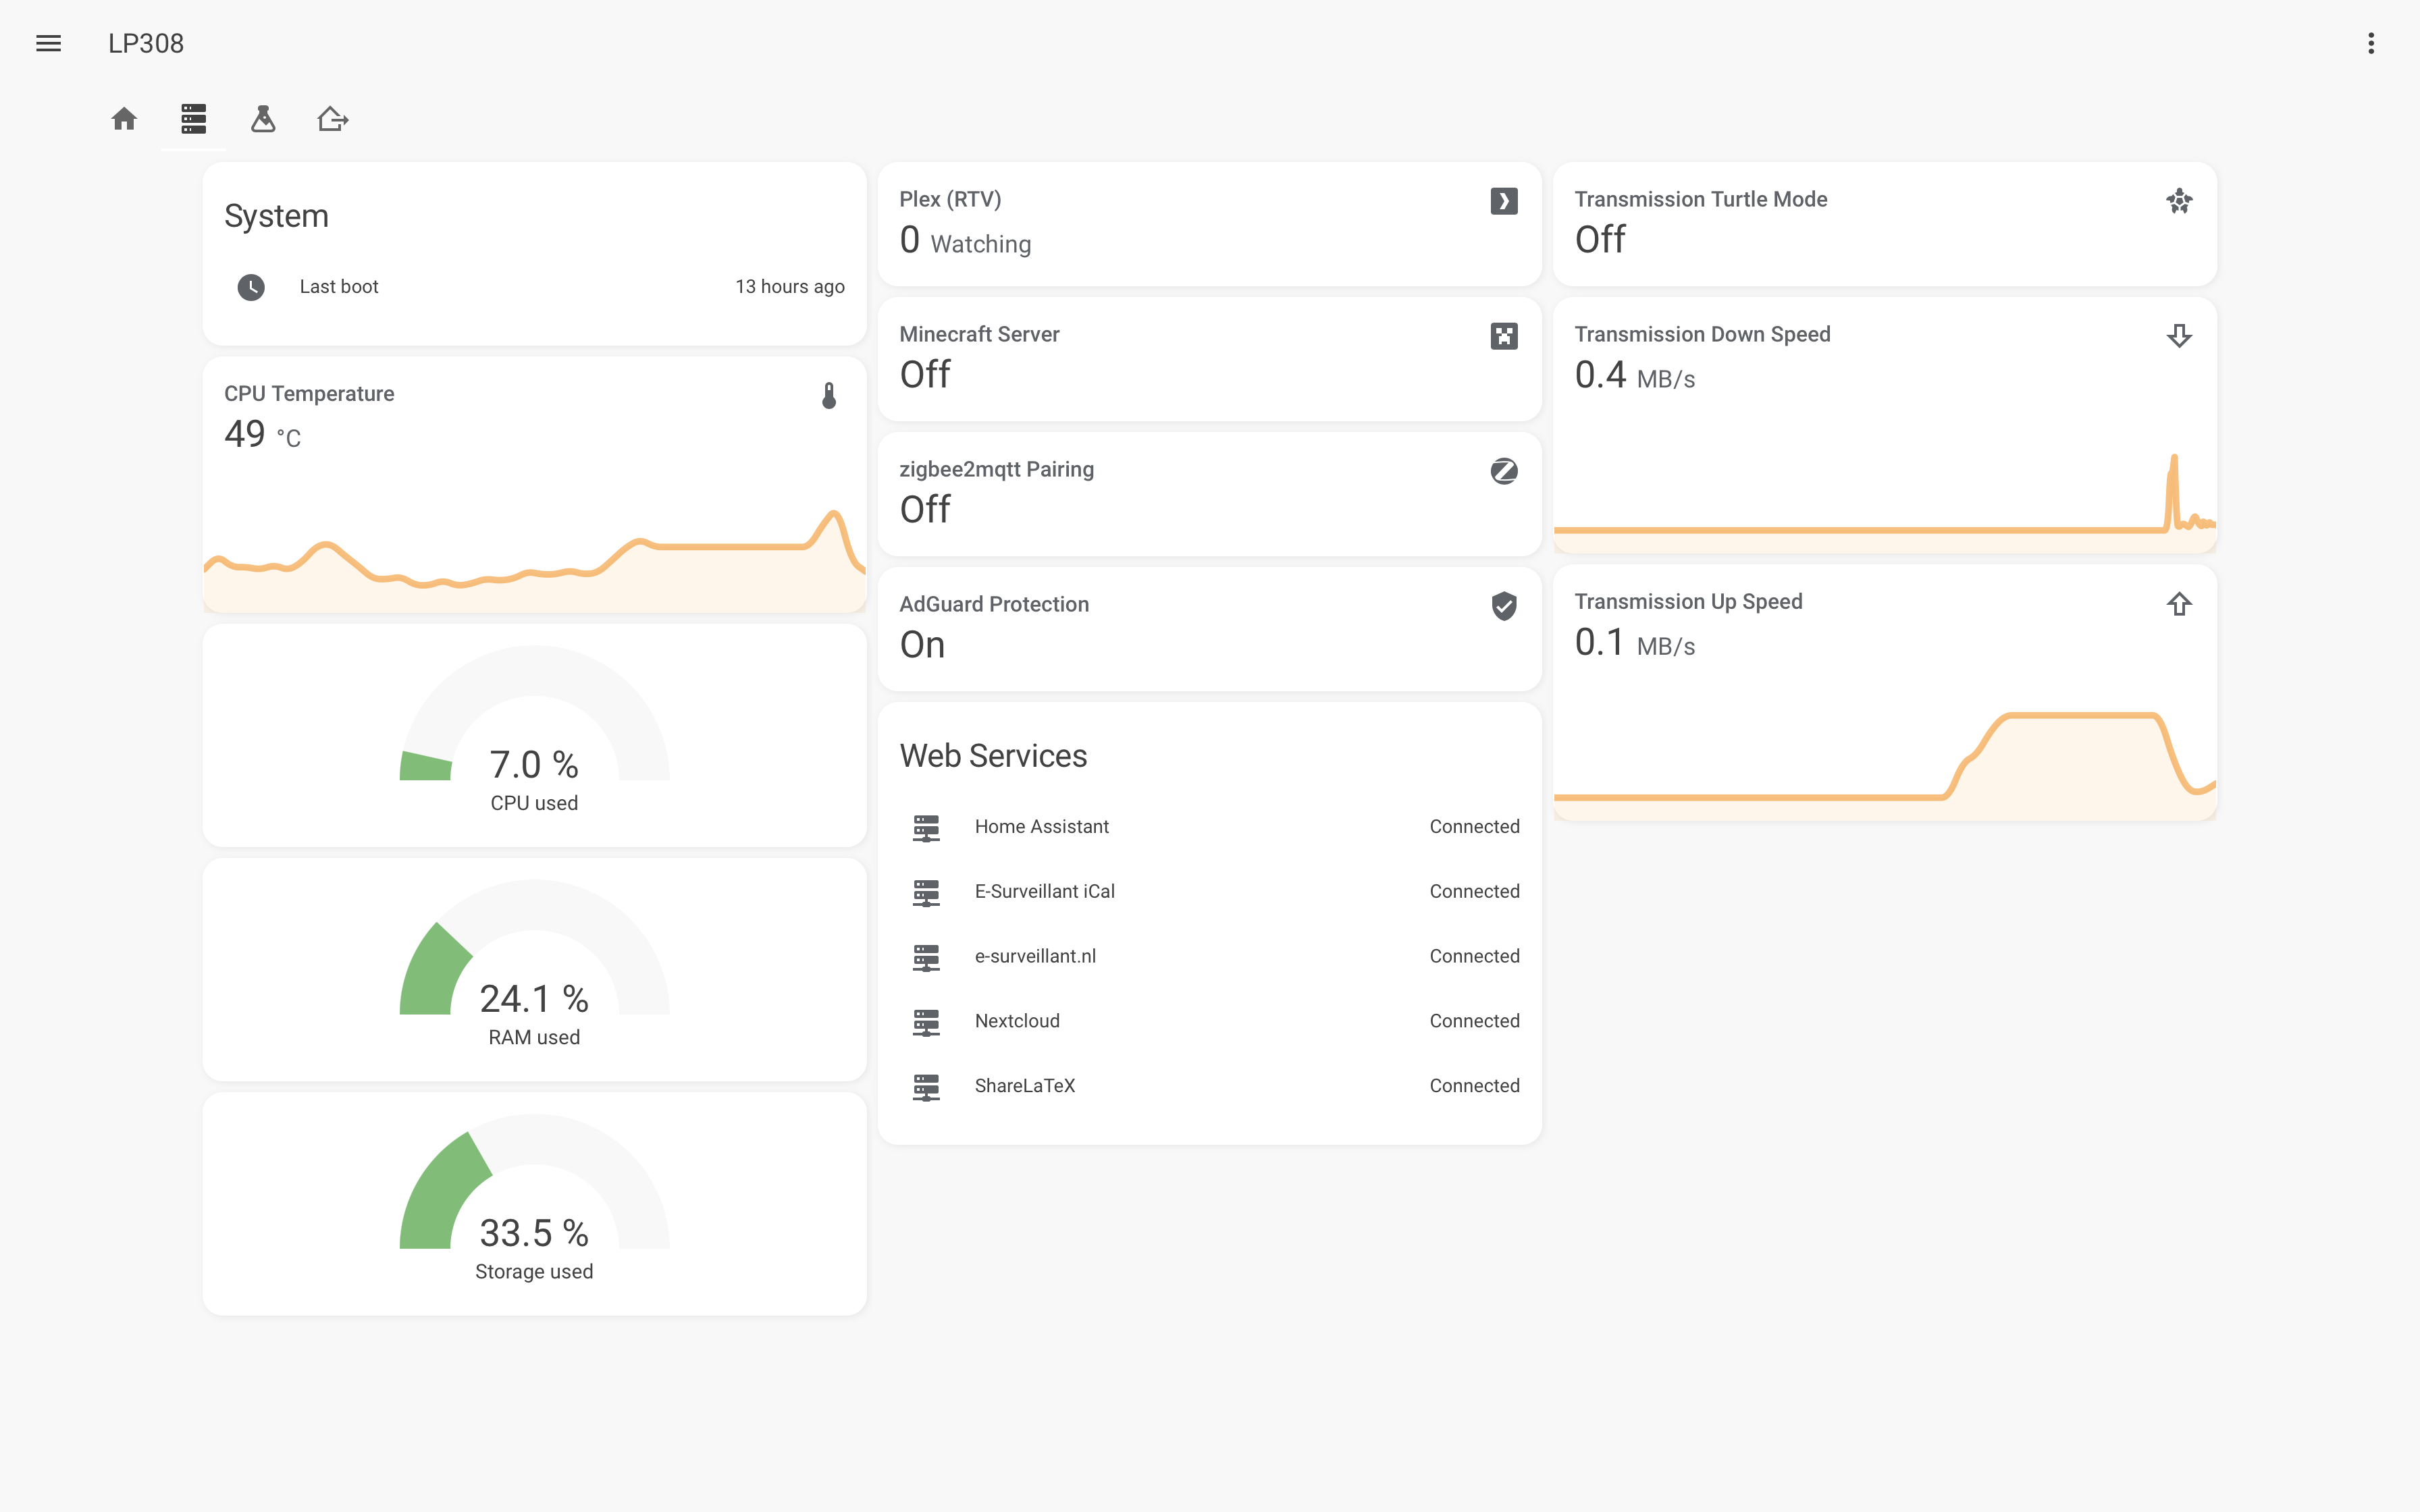 LP308
System
Last boot 13 hours ago
CPU Temperature
49 °C
7.0 %
CPU used
24.1 %
RAM used
33.5 %
Storage used
Plex (RTV)
0 Watching
Minecraft Server
Off
zigbee2mqtt Pairing
Off
AdGuard Protection
On
Web Services
Home Assistant Connected
E-Surveillant iCal Connected
e-surveillant.nl Connected
Nextcloud Connected
ShareLaTeX Connected
Transmission Turtle Mode
Off
Transmission Down Speed
0.4 MB/s
Transmission Up Speed
0.1 MB/s